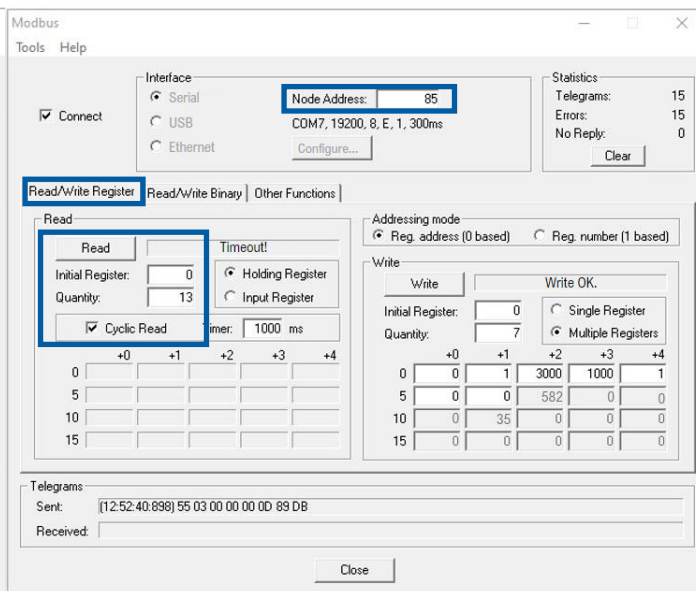 Modbus
Tools Help
Connect
Interface
Serial
USB
Ethernet
Node Address: 85
COM7, 19200, 8, E, 1, 300ms
Configure...
Statistics
Telegrams: 15
Errors: 15
No Reply: 0
Clear
Read/Write Register Read/Write Binary Other Functions
Read
Read Timeout!
Initial Register: 0
Quantity: 13
Holding Register
Input Register
Cyclic Read Timer: 1000 ms
+0 +1 +2 +3 +4
0
5
10
15
Addressing mode
Reg. address (0 based) Reg. number (1 based)
Write
Write Write OK.
Initial Register: 0
Quantity: 7
Single Register
Multiple Registers
+0 +1 +2 +3 +4
0 0 1 3000 1000 1
5 0 0 582 0 0
10 0 35 0 0 0
15 0 0 0 0 0
Telegrams
Sent: (12:52:40:898) 55 03 00 00 00 0D 89 DB
Received:
Close